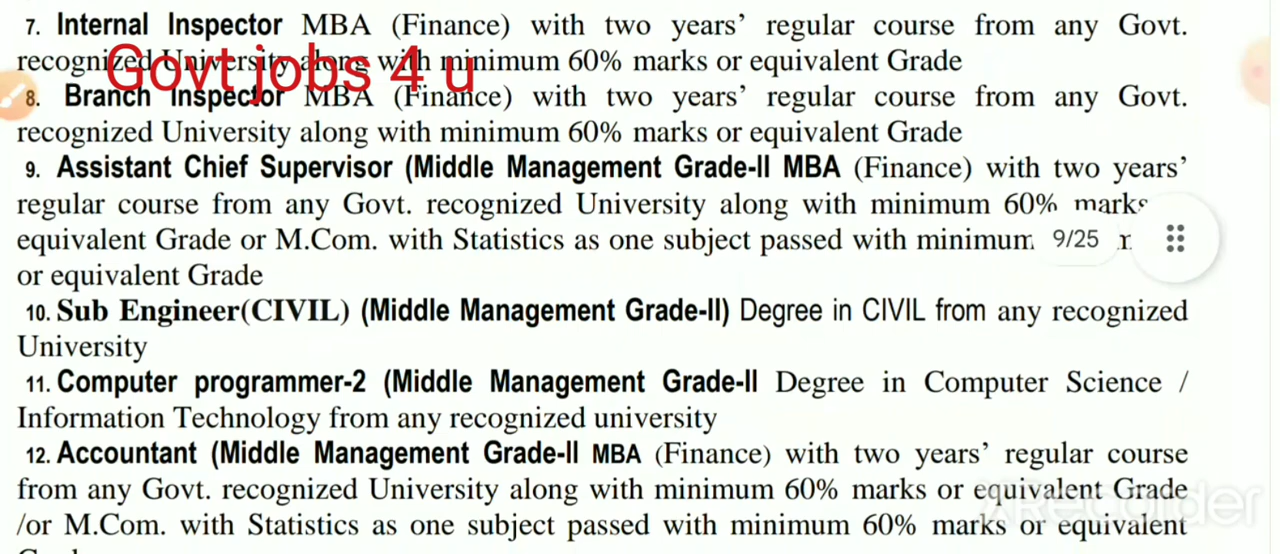 7. Internal Inspector MBA (Finance) with two years’ regular course from any Govt.
recognized University along with minimum 60% marks or equivalent Grade
Govt jobs 4 u
8. Branch Inspector MBA (Finance) with two years’ regular course from any Govt.
recognized University along with minimum 60% marks or equivalent Grade
9. Assistant Chief Supervisor (Middle Management Grade-II MBA (Finance) with two years’
regular course from any Govt. recognized University along with minimum 60% marks
equivalent Grade or M.Com. with Statistics as one subject passed with minimum
9/25
or equivalent Grade
10. Sub Engineer(CIVIL) (Middle Management Grade-II) Degree in CIVIL from any recognized
University
11. Computer programmer-2 (Middle Management Grade-II Degree in Computer Science /
Information Technology from any recognized university
12. Accountant (Middle Management Grade-II MBA (Finance) with two years’ regular course
from any Govt. recognized University along with minimum 60% marks or equivalent Grade
/or M.Com. with Statistics as one subject passed with minimum 60% marks or equivalent
XRecorder